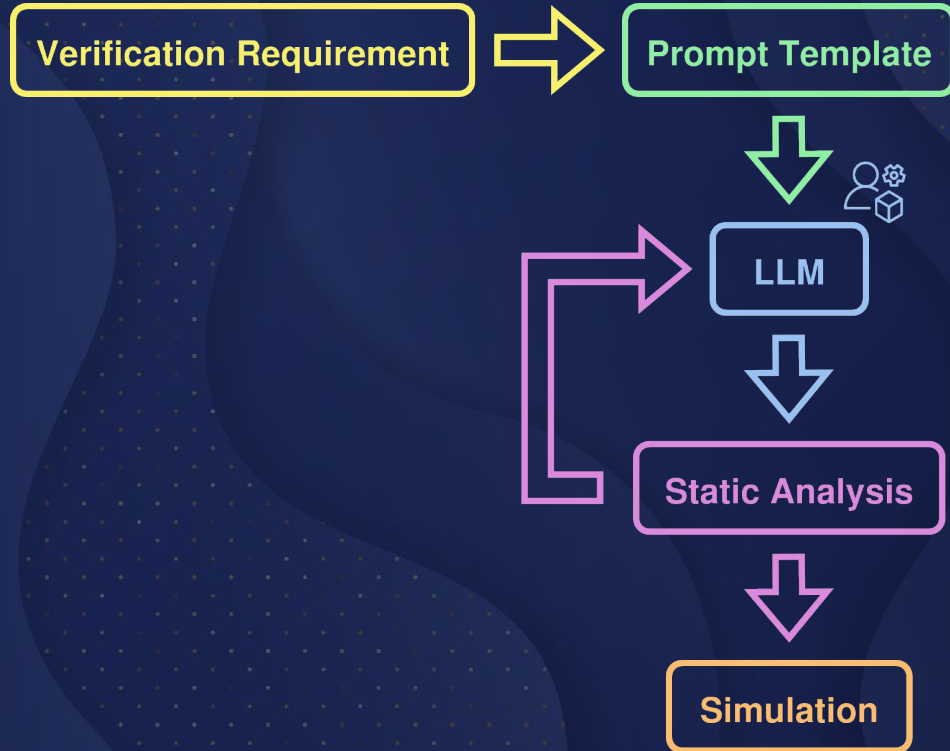 Verification Requirement
Prompt Template
LLM
Static Analysis
Simulation